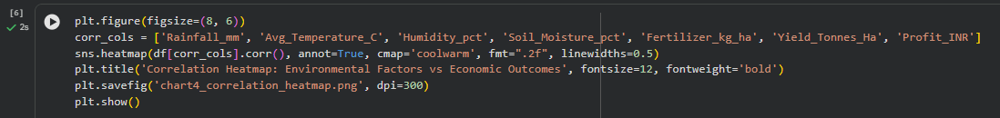 [6]
2s
plt.figure(figsize=(8, 6))
corr_cols = ['Rainfall_mm', 'Avg_Temperature_C', 'Humidity_pct', 'Soil_Moisture_pct', 'Fertilizer_kg_ha', 'Yield_Tonnes_Ha', 'Profit_INR']
sns.heatmap(df[corr_cols].corr(), annot=True, cmap='coolwarm', fmt=".2f", linewidths=0.5)
plt.title('Correlation Heatmap: Environmental Factors vs Economic Outcomes', fontsize=12, fontweight='bold')
plt.savefig('chart4_correlation_heatmap.png', dpi=300)
plt.show()